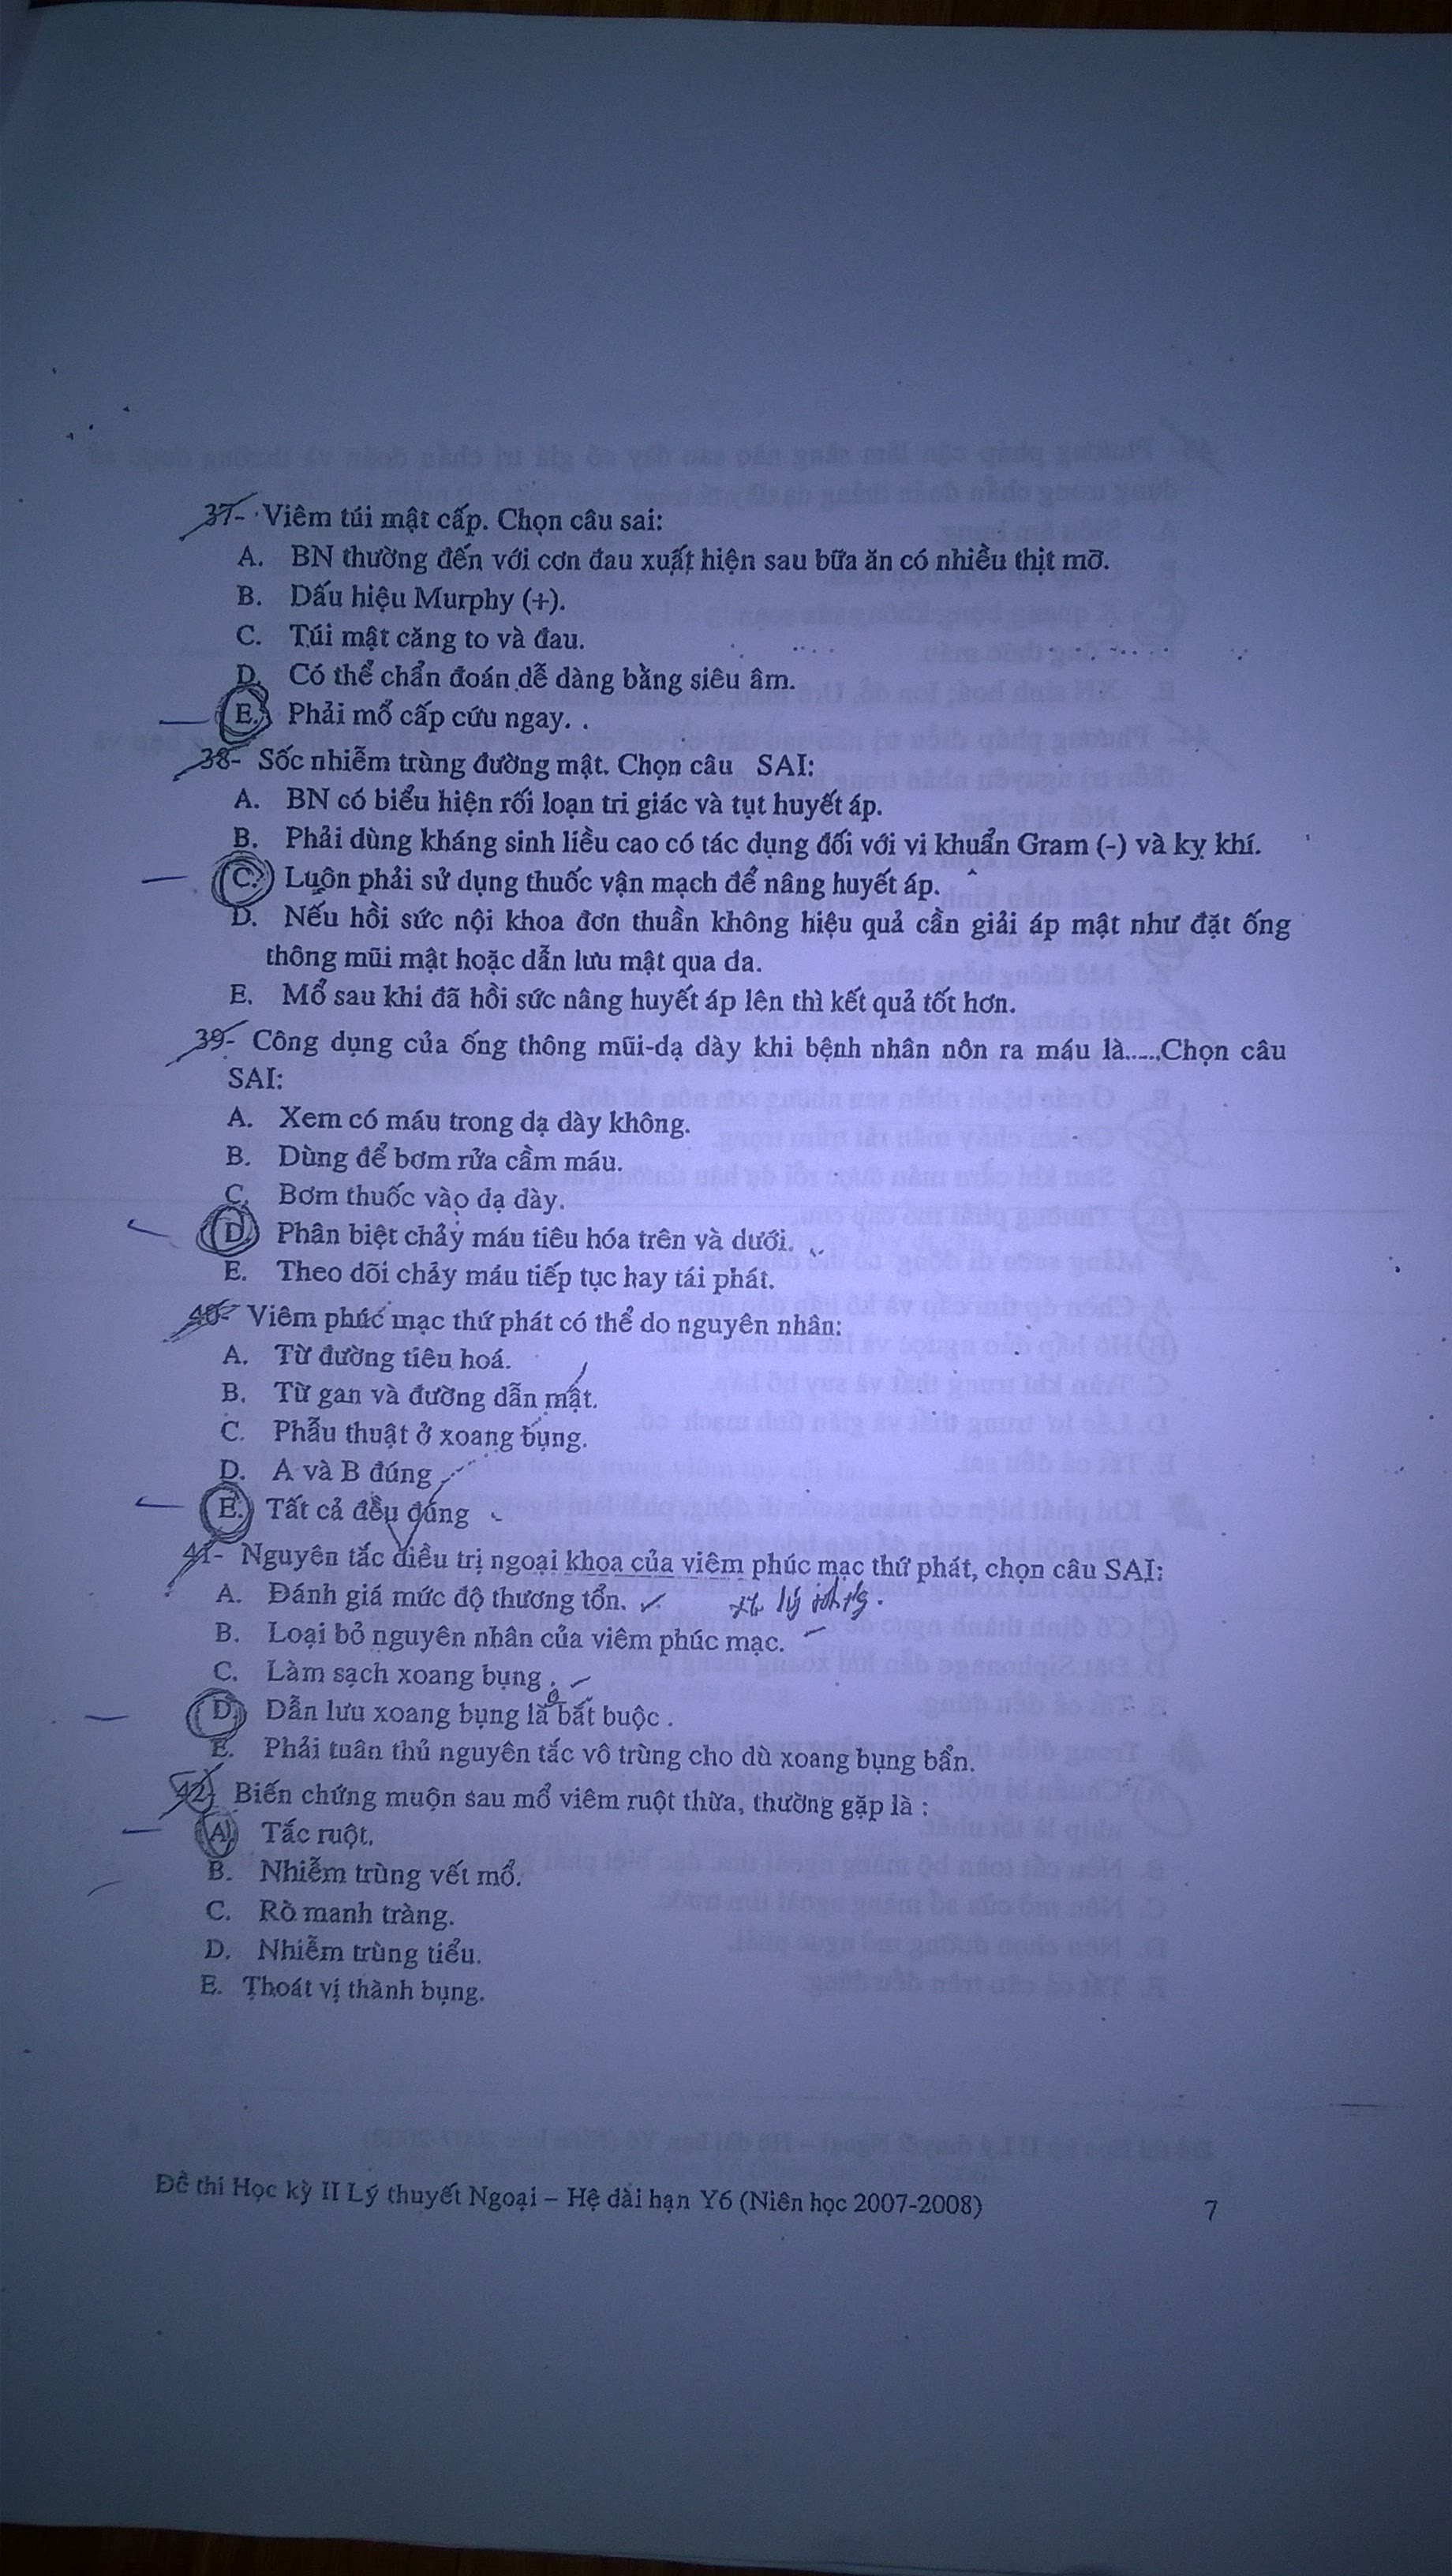 37- Viêm túi mật cấp. Chọn câu sai:
A. BN thường đến với cơn đau xuất hiện sau bữa ăn có nhiều thịt mỡ.
B. Dấu hiệu Murphy (+).
C. Túi mật căng to và đau.
D. Có thể chẩn đoán dễ dàng bằng siêu âm.
E. Phải mổ cấp cứu ngay.
38- Sốc nhiễm trùng đường mật. Chọn câu SAI:
A. BN có biểu hiện rối loạn tri giác và tụt huyết áp.
B. Phải dùng kháng sinh liều cao có tác dụng đối với vi khuẩn Gram (-) và kỵ khí.
C. Luôn phải sử dụng thuốc vận mạch để nâng huyết áp.
D. Nếu hồi sức nội khoa đơn thuần không hiệu quả cần giải áp mật như đặt ống
thông mũi mật hoặc dẫn lưu mật qua da.
E. Mổ sau khi đã hồi sức nâng huyết áp lên thì kết quả tốt hơn.
39- Công dụng của ống thông mũi-dạ dày khi bệnh nhân nôn ra máu là.....Chọn câu
SAI:
A. Xem có máu trong dạ dày không.
B. Dùng để bơm rửa cầm máu.
C. Bơm thuốc vào dạ dày.
D. Phân biệt chảy máu tiêu hóa trên và dưới.
E. Theo dõi chảy máu tiếp tục hay tái phát.
40- Viêm phúc mạc thứ phát có thể do nguyên nhân:
A. Từ đường tiêu hoá.
B. Từ gan và đường dẫn mật.
C. Phẫu thuật ở xoang bụng.
D. A và B đúng
E. Tất cả đều đúng
41- Nguyên tắc điều trị ngoại khoa của viêm phúc mạc thứ phát, chọn câu SAI:
A. Đánh giá mức độ thương tổn.
B. Loại bỏ nguyên nhân của viêm phúc mạc.
C. Làm sạch xoang bụng.
D. Dẫn lưu xoang bụng là bắt buộc.
E. Phải tuân thủ nguyên tắc vô trùng cho dù xoang bụng bẩn.
42- Biến chứng muộn sau mổ viêm ruột thừa, thường gặp là :
A. Tắc ruột.
B. Nhiễm trùng vết mổ.
C. Rò manh tràng.
D. Nhiễm trùng tiểu.
E. Thoát vị thành bụng.
Đề thi Học kỳ II Lý thuyết Ngoại – Hệ dài hạn Y6 (Niên học 2007-2008) 7